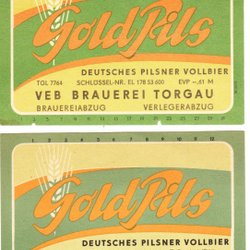 Gold Pils
DEUTSCHES PILSNER VOLLBIER
TGL 7764 SCHLÜSSEL-NR. EL 178 53 600 EVP -,61 M
VEB BRAUEREI TORGAU
BRAUEREIABZUG VERLEGERABZUG
Gold Pils
DEUTSCHES PILSNER VOLLBIER